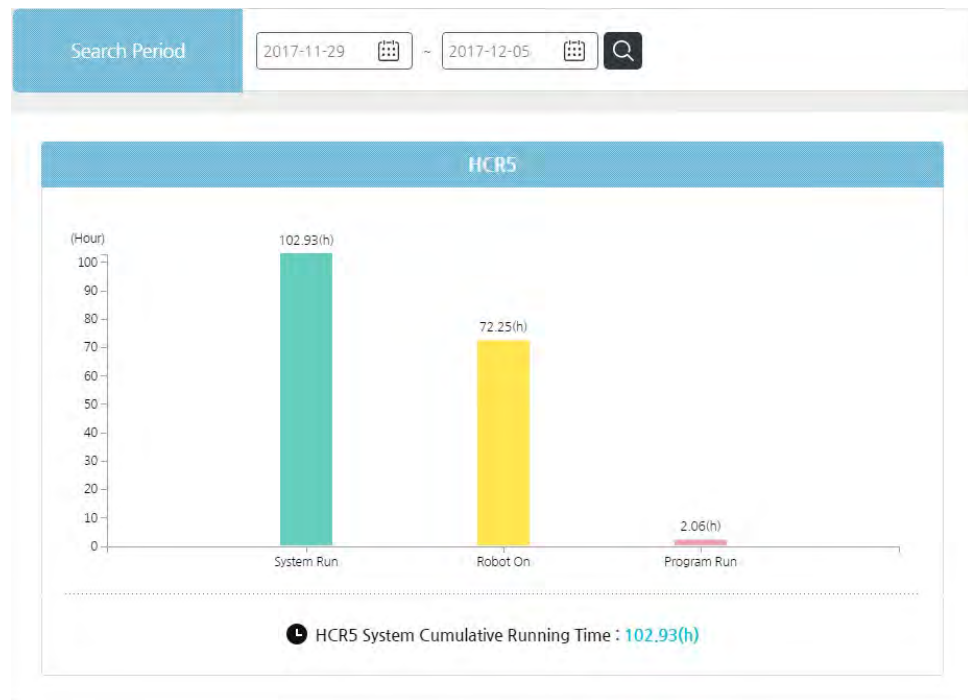 Search Period 2017-11-29 ~ 2017-12-05
HCR5
(Hour)
102.93(h)
100
90
80
72.25(h)
70
60
50
40
30
20
10
2.06(h)
0
System Run Robot On Program Run
HCR5 System Cumulative Running Time : 102.93(h)